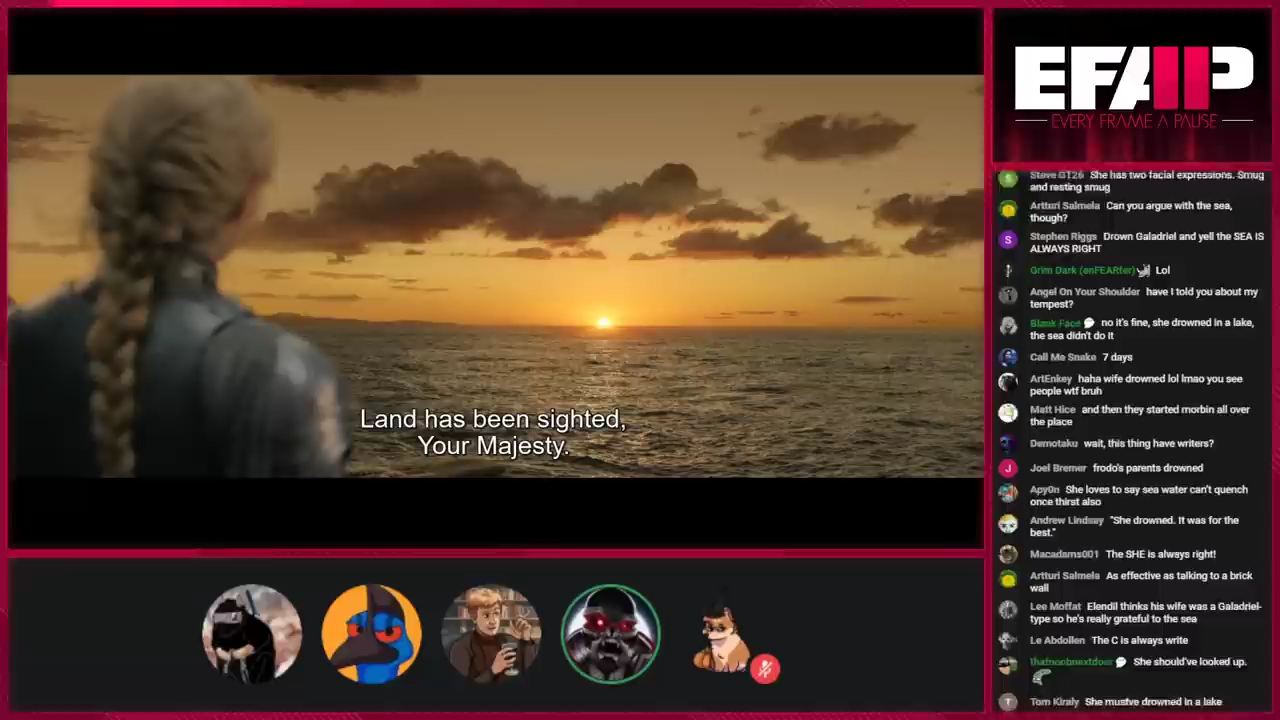 Land has been sighted,
Your Majesty.
EFAP
EVERY FRAME A PAUSE
Steve GT26 She has two facial expressions. Smug
and resting smug
Artturi Salmela Can you argue with the sea,
though?
S
Stephen Riggs Drown Galadriel and yell the SEA IS
ALWAYS RIGHT
Grim Dark (enFEARfer) Lol
Angel On Your Shoulder have I told you about my
tempest?
Blank Face no it's fine, she drowned in a lake,
the sea didn't do it
Call Me Snake 7 days
ArtEnkey haha wife drowned lol lmao you see
people wtf bruh
Matt Hice and then they started morbin all over
the place
Demotaku wait, this thing have writers?
J
Joel Bremer frodo's parents drowned
Apy0n She loves to say sea water can't quench
once thirst also
Andrew Lindsay "She drowned. It was for the
best."
Macadams001 The SHE is always right!
Artturi Salmela As effective as talking to a brick
wall
Lee Moffat Elendil thinks his wife was a Galadriel-
type so he's really grateful to the sea
Le Abdollen The C is always write
thatnoobnextdoor She should've looked up.
T
Tom Kiraly She mustve drowned in a lake